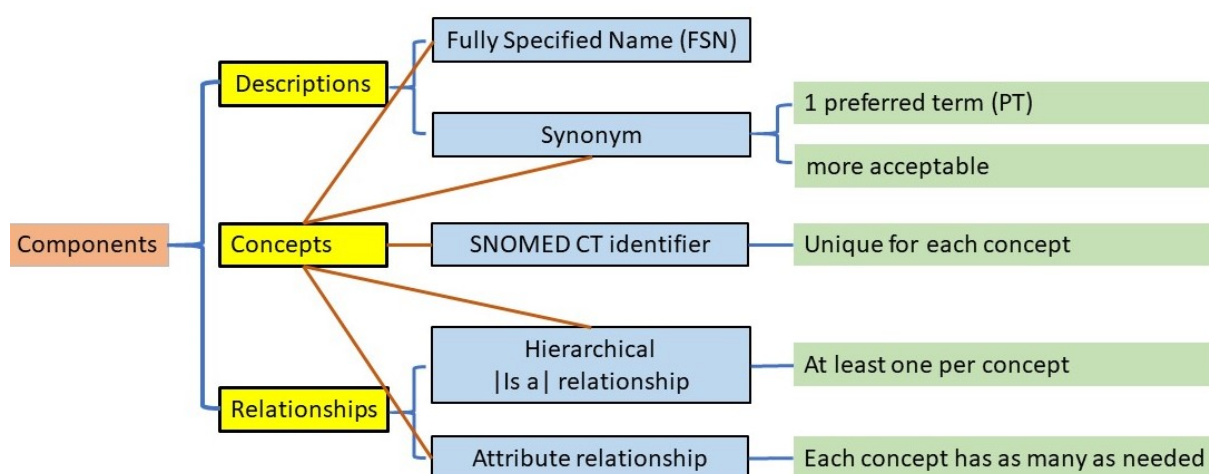 Fully Specified Name (FSN)
Descriptions
1 preferred term (PT)
Synonym
more acceptable
Components
Concepts
SNOMED CT identifier
Unique for each concept
Hierarchical
|Is a| relationship
At least one per concept
Relationships
Attribute relationship
Each concept has as many as needed